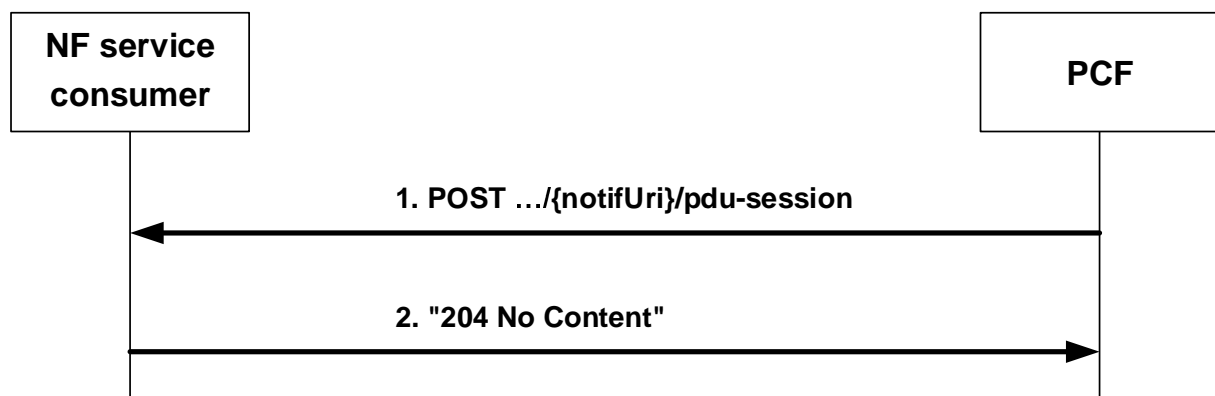 NF service
consumer
PCF
1. POST …/{notifUri}/pdu-session
2. "204 No Content"